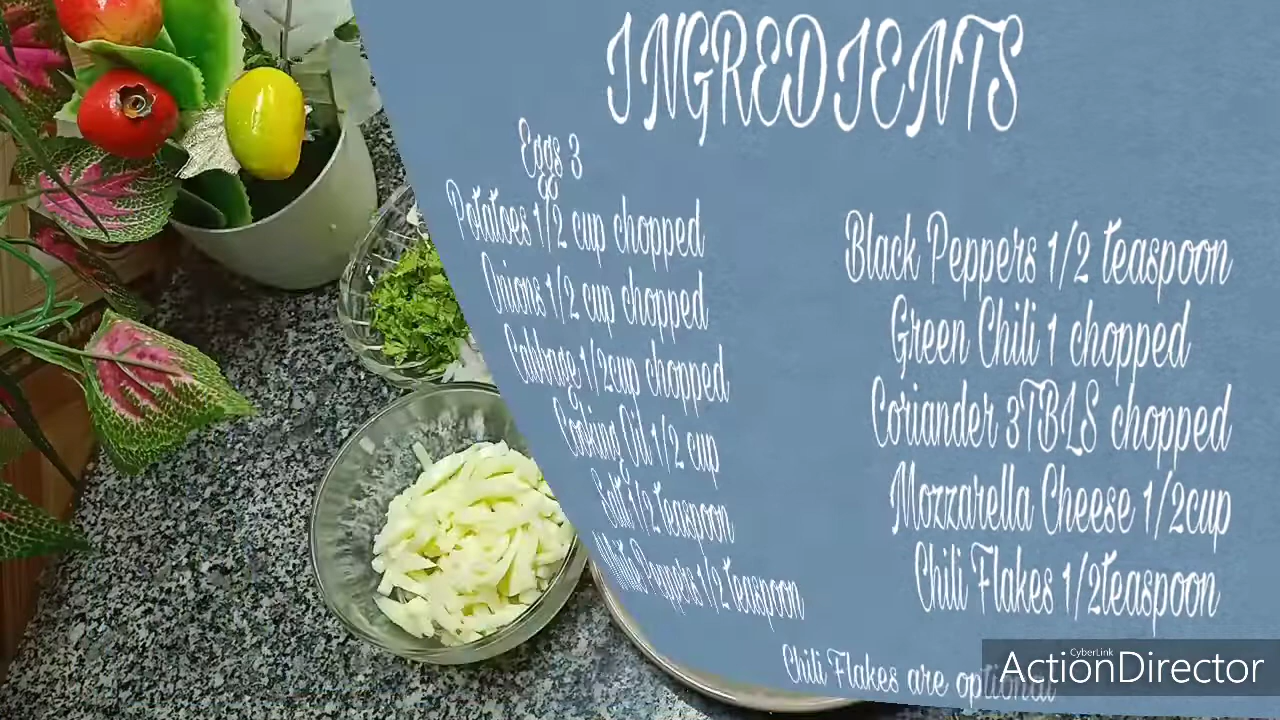 INGREDIENTS
Eggs 3
Potatoes 1/2 cup chopped
Onions 1/2 cup chopped
Cabbage 1/2cup chopped
Cooking Oil 1/2 cup
Salt 1/2 teaspoon
White Peppers 1/2 teaspoon
Black Peppers 1/2 teaspoon
Green Chili 1 chopped
Coriander 3TBLS chopped
Mozzarella Cheese 1/2cup
Chili Flakes 1/2teaspoon
Chili Flakes are optional
CyberLink
ActionDirector